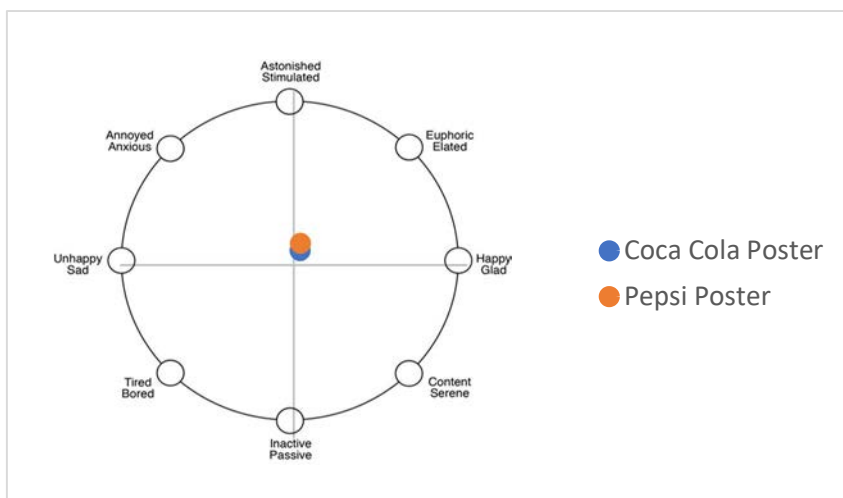 Astonished
Stimulated
Annoyed
Anxious
Euphoric
Elated
Unhappy
Sad
Happy
Glad
Coca Cola Poster
Pepsi Poster
Tired
Bored
Content
Serene
Inactive
Passive